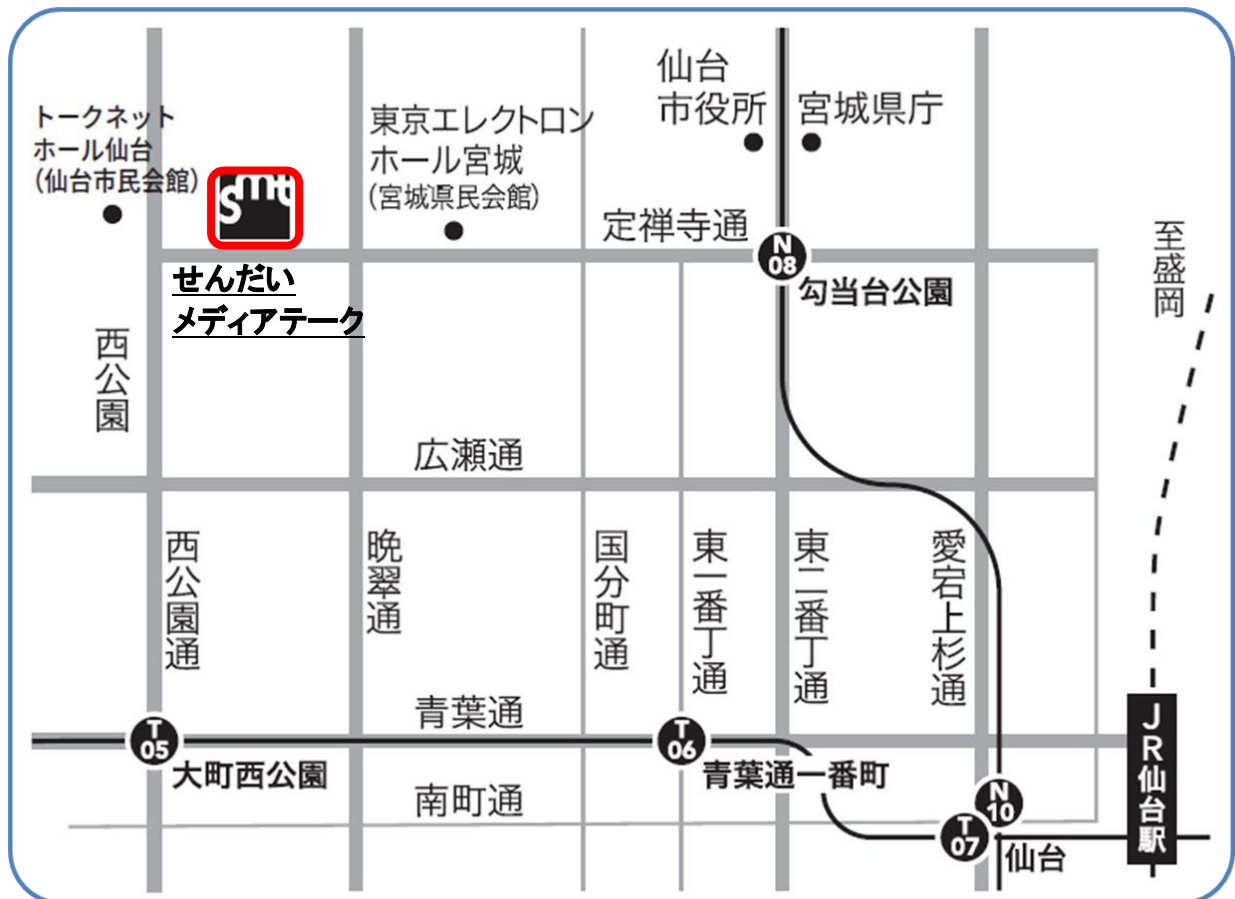 仙台
市役所
宮城県庁
トークネット
ホール仙台
(仙台市民会館)
smt
東京エレクトロン
ホール宮城
(宮城県民会館)
定禅寺通
N
08
勾当台公園
至盛岡
せんだい
メディアテーク
西公園
広瀬通
西公園通
晩翠通
国分町通
東一番丁通
東二番丁通
愛宕上杉通
青葉通
T
05
大町西公園
T
06
青葉通一番町
南町通
N
10
T
07
仙台
JR仙台駅